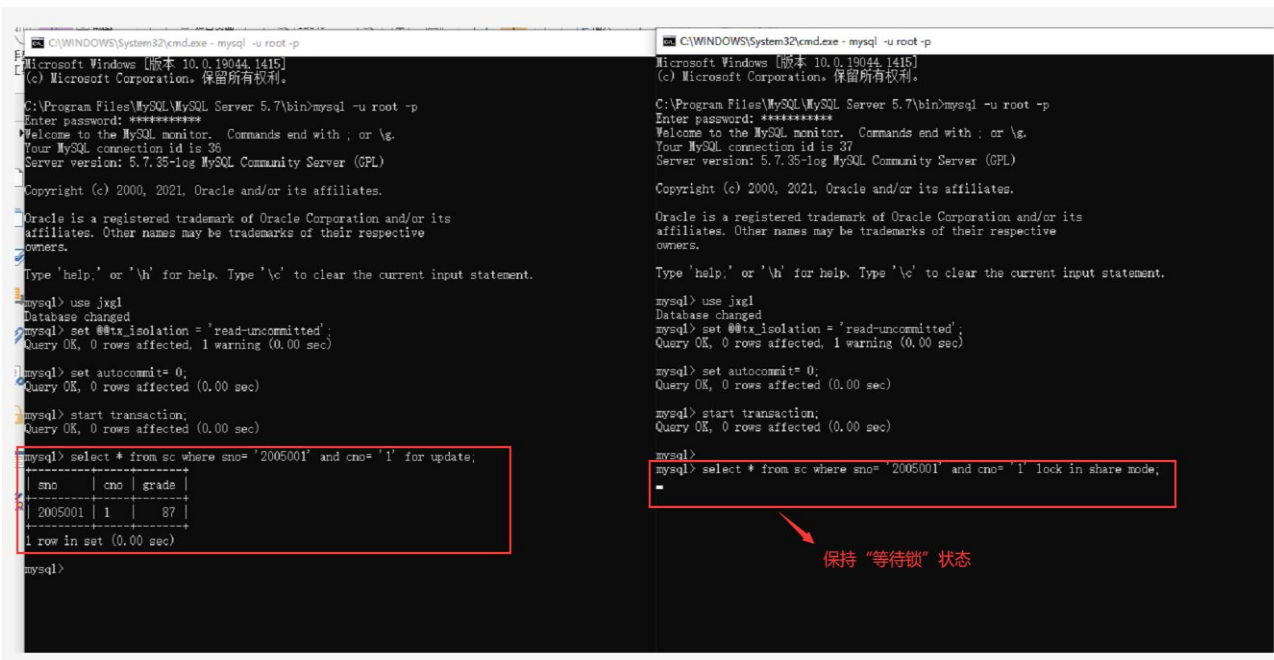 C:\WINDOWS\System32\cmd.exe - mysql -u root -p
Microsoft Windows [版本 10.0.19044.1415]
(c) Microsoft Corporation。保留所有权利。
C:\Program Files\MySQL\MySQL Server 5.7\bin>mysql -u root -p
Enter password: ***********
Welcome to the MySQL monitor.  Commands end with ; or \g.
Your MySQL connection id is 36
Server version: 5.7.35-log MySQL Community Server (GPL)
Copyright (c) 2000, 2021, Oracle and/or its affiliates.
Oracle is a registered trademark of Oracle Corporation and/or its
affiliates. Other names may be trademarks of their respective
owners.
Type 'help;' or '\h' for help. Type '\c' to clear the current input statement.
mysql> use jxgl
Database changed
mysql> set @@tx_isolation = 'read-uncommitted';
Query OK, 0 rows affected, 1 warning (0.00 sec)
mysql> set autocommit= 0;
Query OK, 0 rows affected (0.00 sec)
mysql> start transaction;
Query OK, 0 rows affected (0.00 sec)
mysql> select * from sc where sno= '2005001' and cno= '1' for update;
+---------+-----+-------+
| sno     | cno | grade |
+---------+-----+-------+
| 2005001 | 1   |    87 |
+---------+-----+-------+
1 row in set (0.00 sec)
mysql>
C:\WINDOWS\System32\cmd.exe - mysql -u root -p
Microsoft Windows [版本 10.0.19044.1415]
(c) Microsoft Corporation。保留所有权利。
C:\Program Files\MySQL\MySQL Server 5.7\bin>mysql -u root -p
Enter password: ***********
Welcome to the MySQL monitor.  Commands end with ; or \g.
Your MySQL connection id is 37
Server version: 5.7.35-log MySQL Community Server (GPL)
Copyright (c) 2000, 2021, Oracle and/or its affiliates.
Oracle is a registered trademark of Oracle Corporation and/or its
affiliates. Other names may be trademarks of their respective
owners.
Type 'help;' or '\h' for help. Type '\c' to clear the current input statement.
mysql> use jxgl
Database changed
mysql> set @@tx_isolation = 'read-uncommitted';
Query OK, 0 rows affected, 1 warning (0.00 sec)
mysql> set autocommit= 0;
Query OK, 0 rows affected (0.00 sec)
mysql> start transaction;
Query OK, 0 rows affected (0.00 sec)
mysql>
mysql> select * from sc where sno= '2005001' and cno= '1' lock in share mode;
保持“等待锁”状态